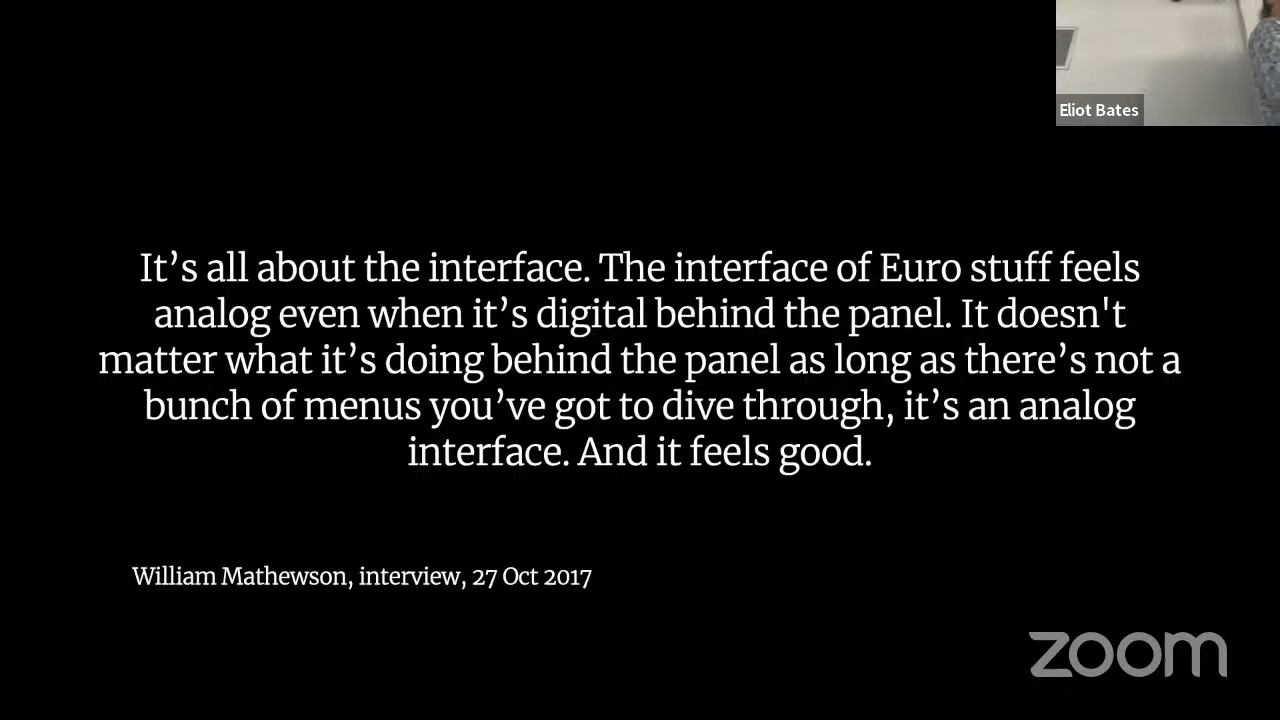 Eliot Bates
It’s all about the interface. The interface of Euro stuff feels
analog even when it’s digital behind the panel. It doesn't
matter what it’s doing behind the panel as long as there’s not a
bunch of menus you’ve got to dive through, it’s an analog
interface. And it feels good.
William Mathewson, interview, 27 Oct 2017
zoom